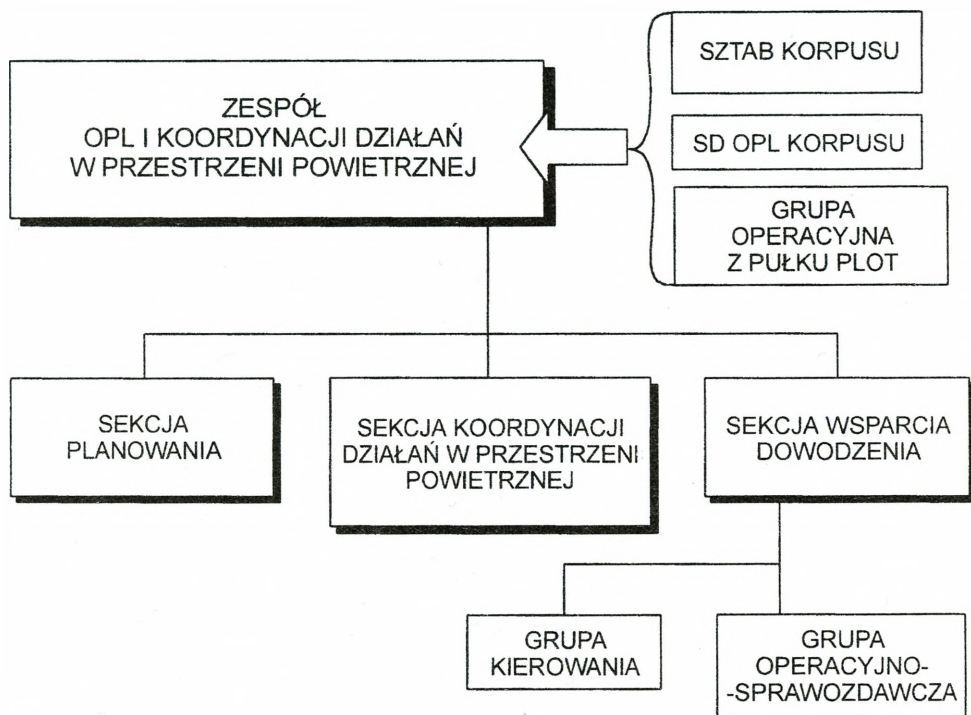 ZESPÓŁ
OPL I KOORDYNACJI DZIAŁAŃ
W PRZESTRZENI POWIETRZNEJ
SZTAB KORPUSU
SD OPL KORPUSU
GRUPA
OPERACYJNA
Z PUŁKU PLOT
SEKCJA
PLANOWANIA
SEKCJA KOORDYNACJI
DZIAŁAŃ W PRZESTRZENI
POWIETRZNEJ
SEKCJA WSPARCIA
DOWODZENIA
GRUPA
KIEROWANIA
GRUPA
OPERACYJNO-
-SPRAWOZDAWCZA